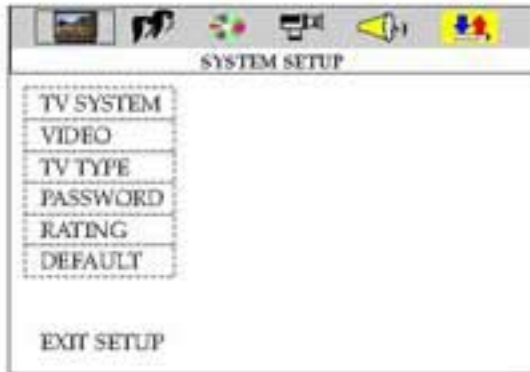 SYSTEM SETUP
TV SYSTEM
VIDEO
TV TYPE
PASSWORD
RATING
DEFAULT
EXIT SETUP